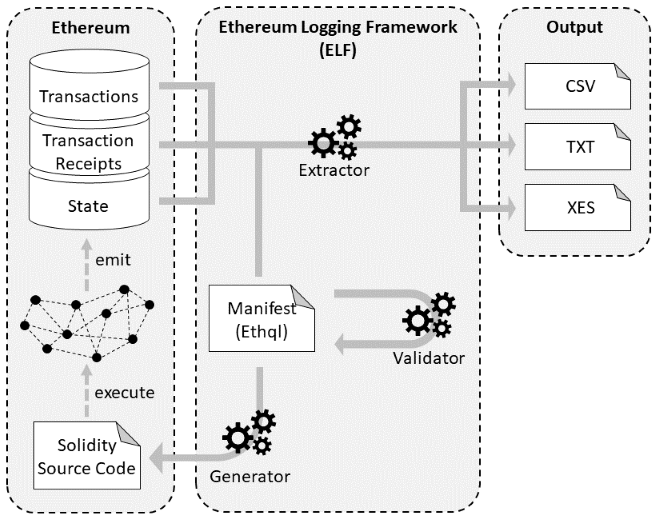 Ethereum
Transactions
Transaction
Receipts
State
emit
execute
Solidity
Source Code
Ethereum Logging Framework
(ELF)
Extractor
Manifest
(Ethql)
Validator
Generator
Output
CSV
TXT
XES